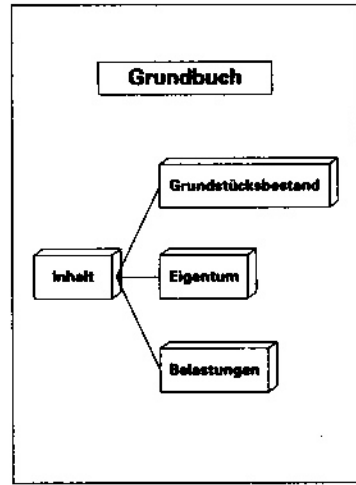 Grundbuch
Grundstücksbestand
Inhalt
Eigentum
Belastungen